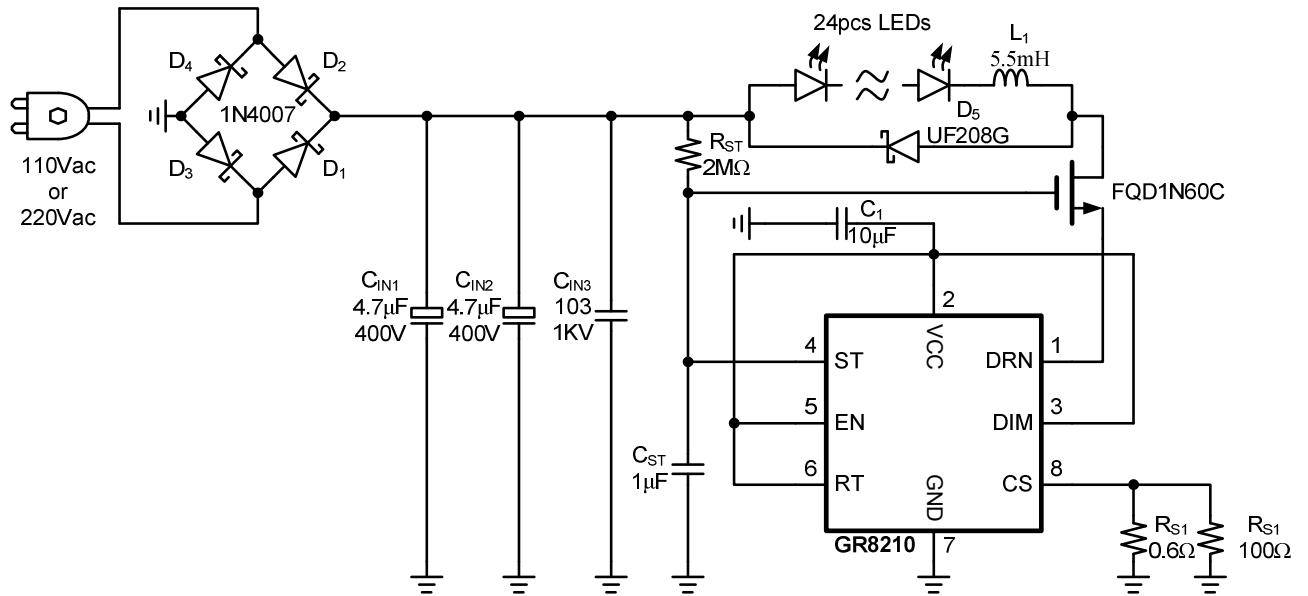 24pcs LEDs
L1
5.5mH
D4
D2
1N4007
D3
D1
110Vac
or
220Vac
D5
UF208G
RST
2MΩ
FQD1N60C
C1
10μF
CIN1
4.7μF
400V
CIN2
4.7μF
400V
CIN3
103
1KV
2
VCC
4
ST
DRN
1
5
EN
DIM
3
6
RT
CS
8
GND
7
GR8210
CST
1μF
RS1
0.6Ω
RS1
100Ω